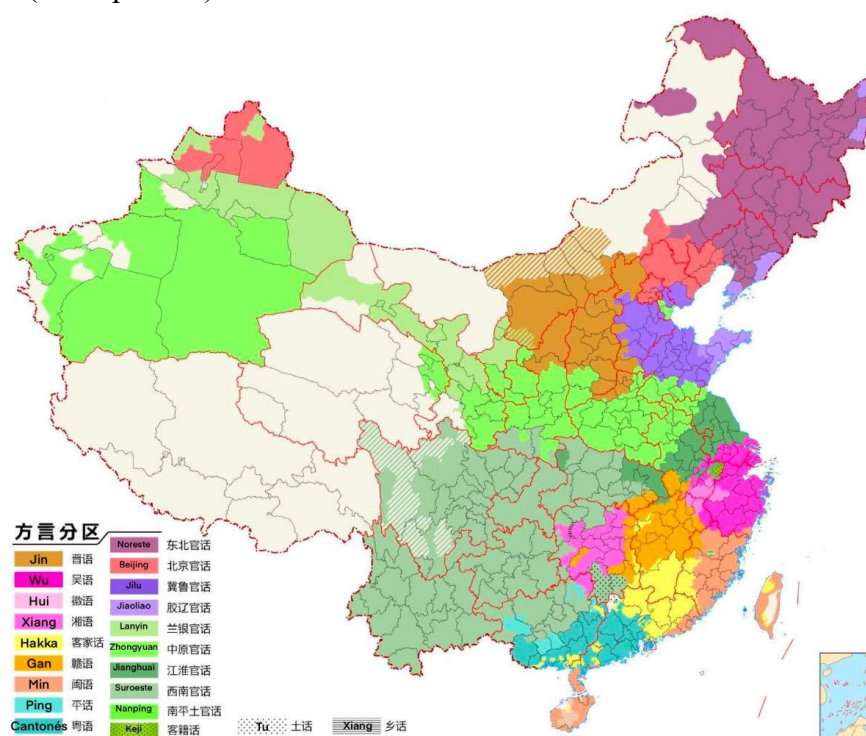 方言分区
Jin 晋语
Wu 吴语
Hui 徽语
Xiang 湘语
Hakka 客家话
Gan 赣语
Min 闽语
Ping 平话
Cantonés 粤语
Noreste 东北官话
Beijing 北京官话
Jilu 冀鲁官话
Jiaoliao 胶辽官话
Lanyin 兰银官话
Zhongyuan 中原官话
Jianghuai 江淮官话
Suroeste 西南官话
Nanping 南平土官话
Keji 客籍话
Tu 土话
Xiang 乡话